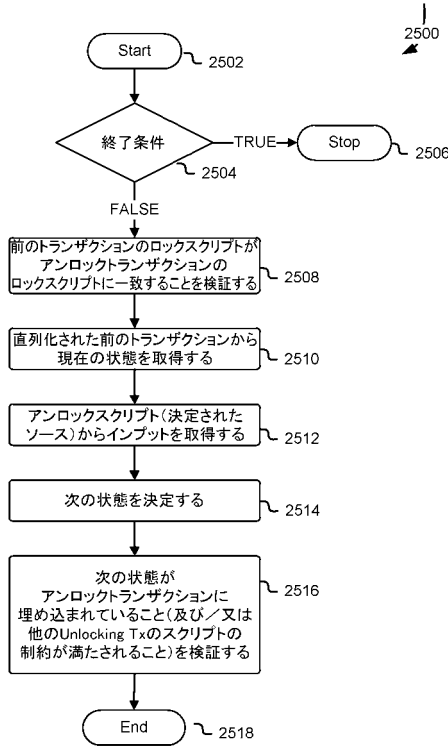 2500
Start
2502
終了条件
2504
TRUE
Stop
2506
FALSE
前のトランザクションのロックスクリプトが
アンロックトランザクションの
ロックスクリプトに一致することを検証する
2508
直列化された前のトランザクションから
現在の状態を取得する
2510
アンロックスクリプト(決定された
ソース)からインプットを取得する
2512
次の状態を決定する
2514
次の状態が
アンロックトランザクションに
埋め込まれていること(及び/又は
他のUnlocking Txのスクリプトの
制約が満たされること)を検証する
2516
End
2518